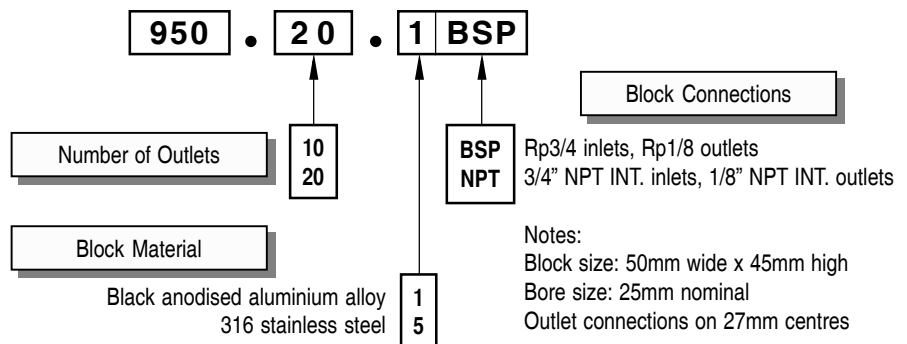 950 . 20 . 1 BSP
Block Connections
Number of Outlets
10
20
BSP Rp3/4 inlets, Rp1/8 outlets
NPT 3/4” NPT INT. inlets, 1/8” NPT INT. outlets
Block Material
Black anodised aluminium alloy 1
316 stainless steel 5
Notes:
Block size: 50mm wide x 45mm high
Bore size: 25mm nominal
Outlet connections on 27mm centres